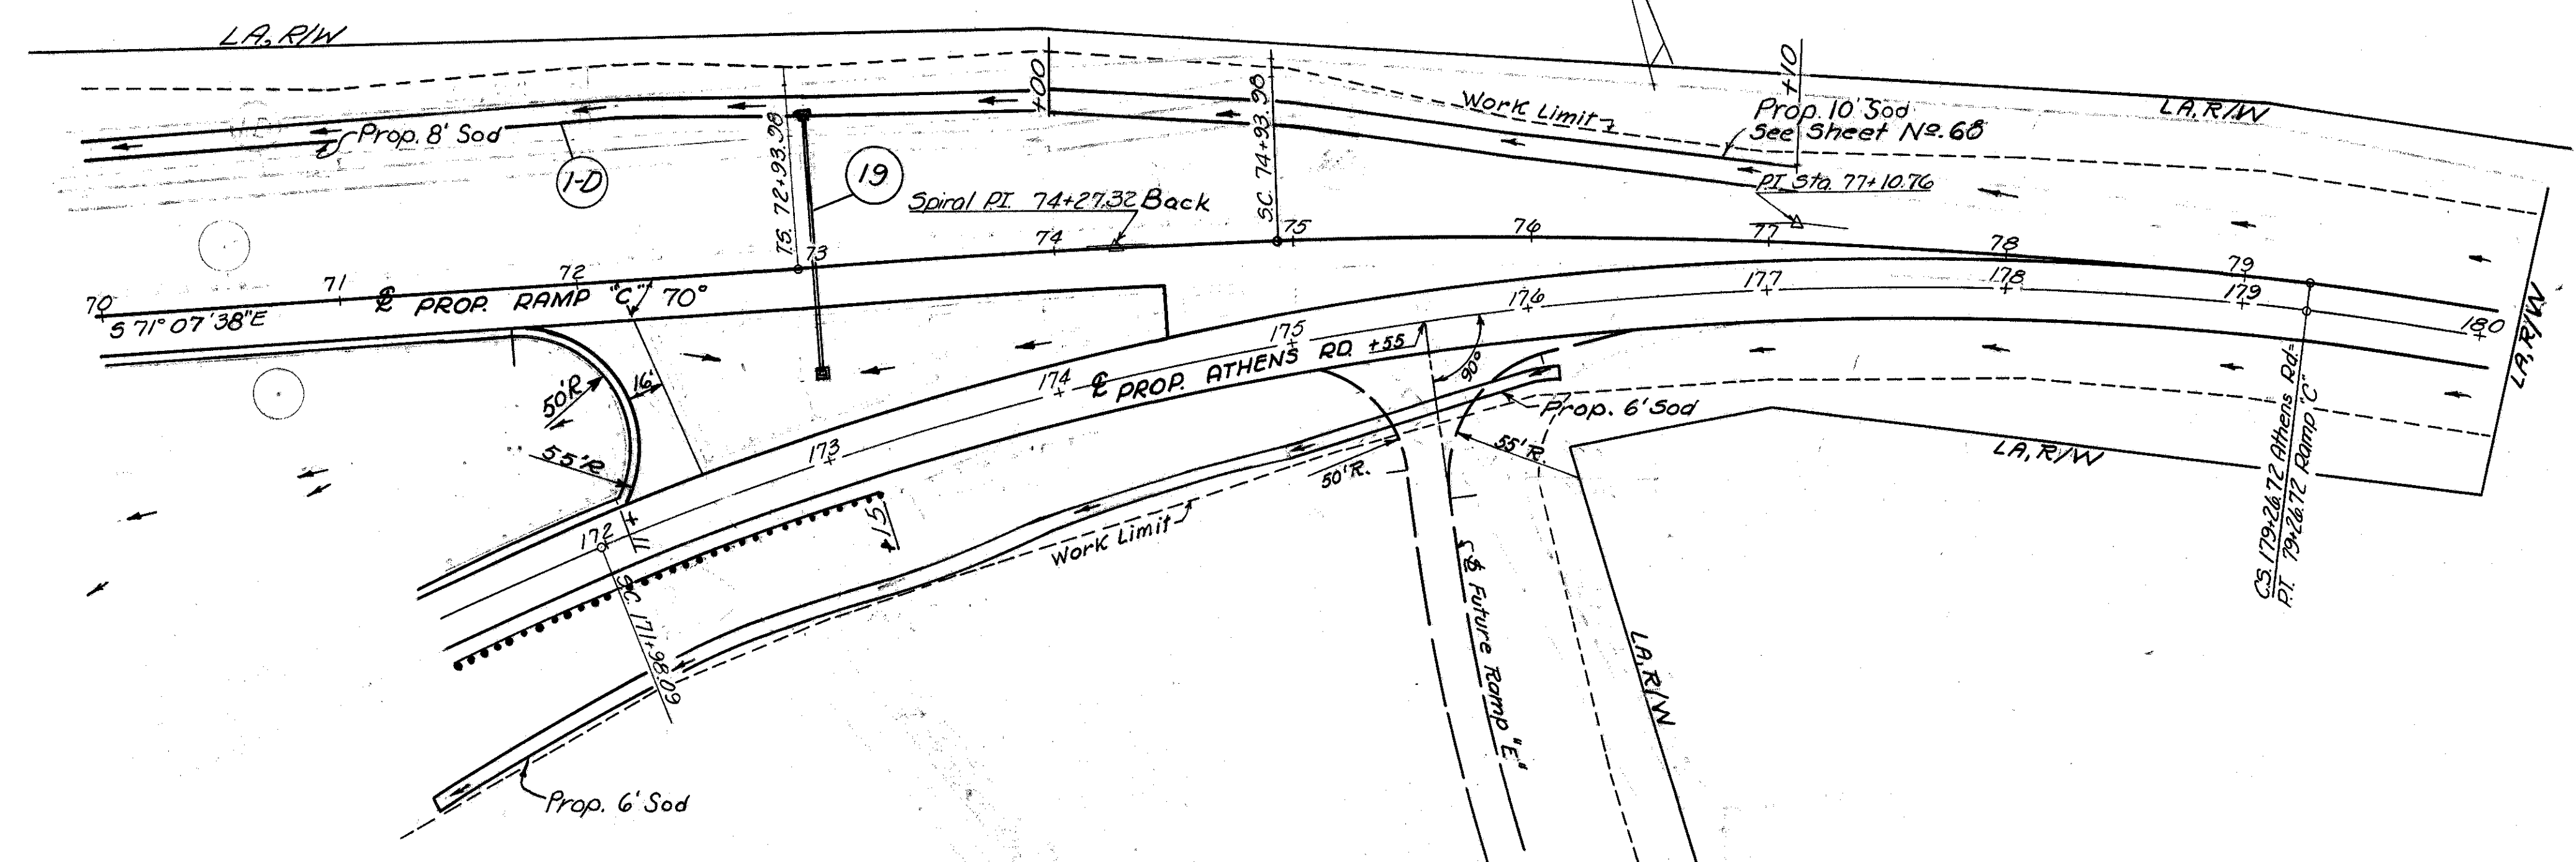 LA, R/W
+00
+10
S.C. 74+93.98
Work Limit
Prop. 10' Sod
See Sheet No. 68
LA, R/W
Prop. 8' Sod
T.S. 72+93.98
1-D
19
P.I. Sta. 77+10.76
Spiral P.I. 74+27.32 Back
70
71
72
73
74
75
76
77
78
79
S 71° 07' 38" E
℄ PROP. RAMP "C"
70°
172
173
174
175
176
177
178
179
180
℄ PROP. ATHENS RD.
+55
90°
LA, R/W
50'R
16'
55'R
Prop. 6' Sod
50'R.
55'R.
LA, R/W
C.S. 179+26.72 Athens Rd=
P.T. 79+26.72 Ramp "C"
+11
+15
Work Limit
S.C. 171+98.09
℄ Future Ramp "E"
LA, R/W
Prop. 6' Sod